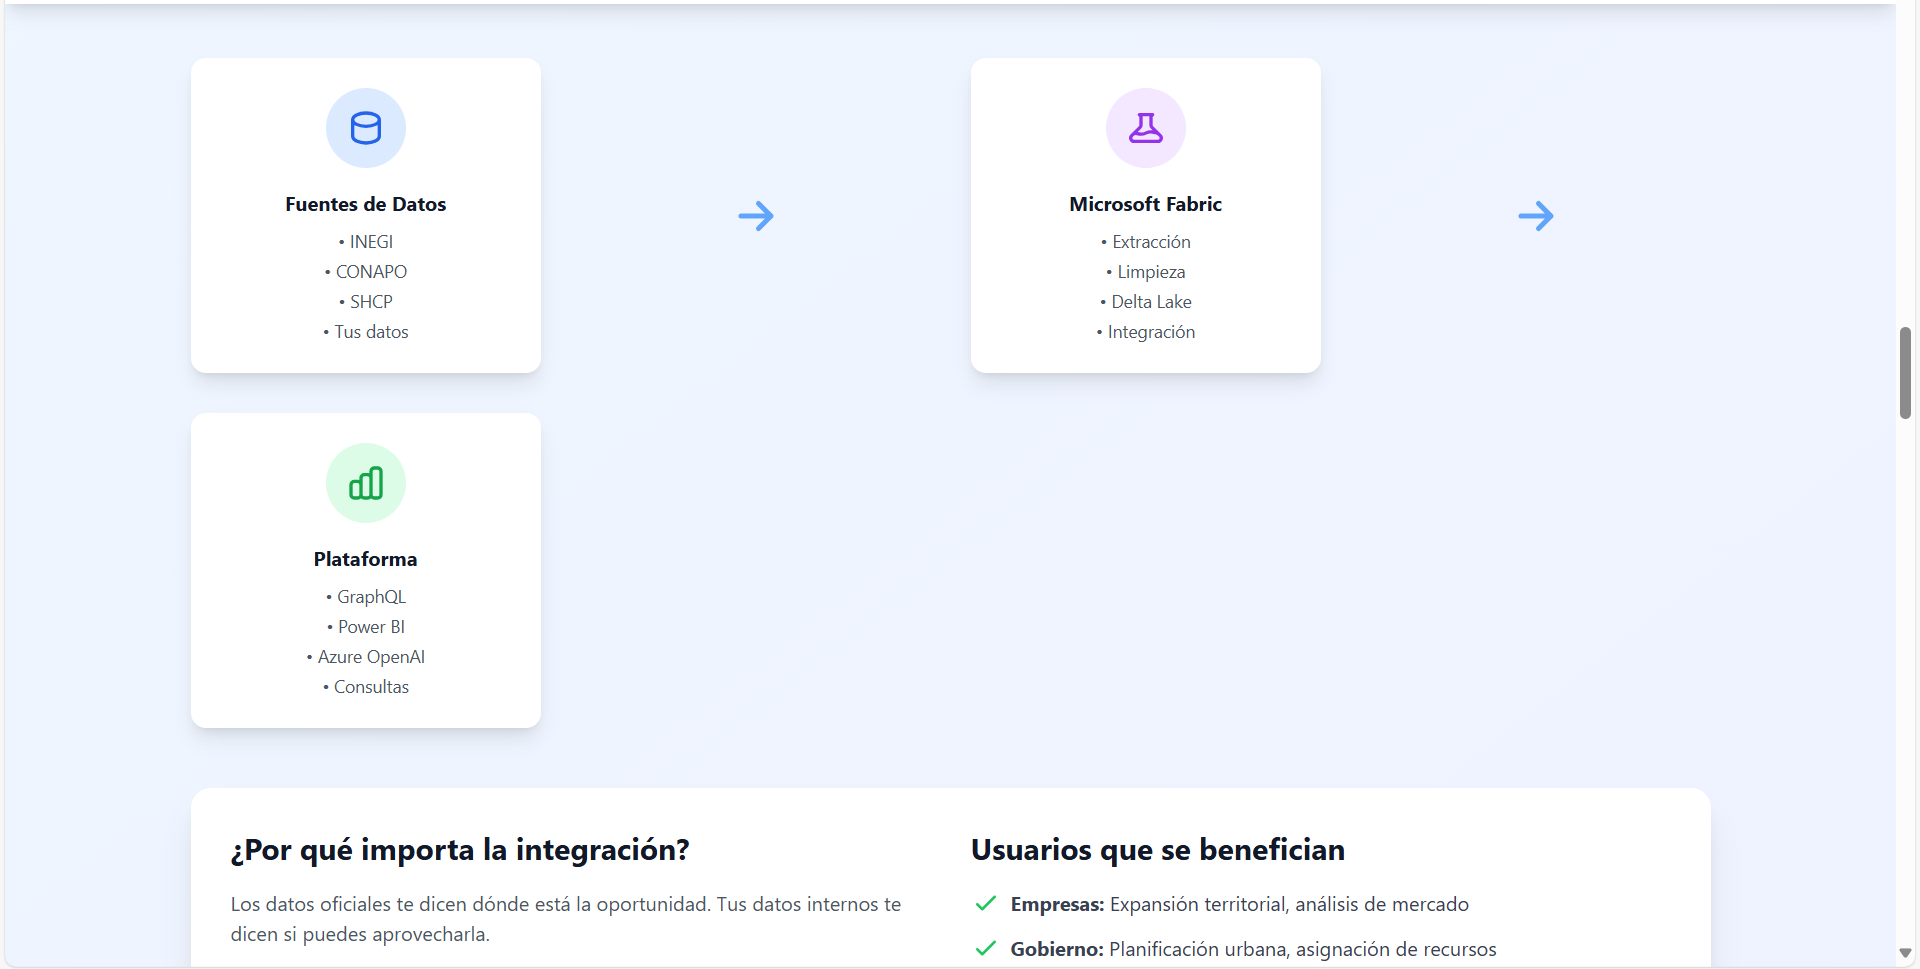 Fuentes de Datos
• INEGI
• CONAPO
• SHCP
• Tus datos
Microsoft Fabric
• Extracción
• Limpieza
• Delta Lake
• Integración
Plataforma
• GraphQL
• Power BI
• Azure OpenAI
• Consultas
¿Por qué importa la integración?
Los datos oficiales te dicen dónde está la oportunidad. Tus datos internos te
dicen si puedes aprovecharla.
Usuarios que se benefician
Empresas: Expansión territorial, análisis de mercado
Gobierno: Planificación urbana, asignación de recursos